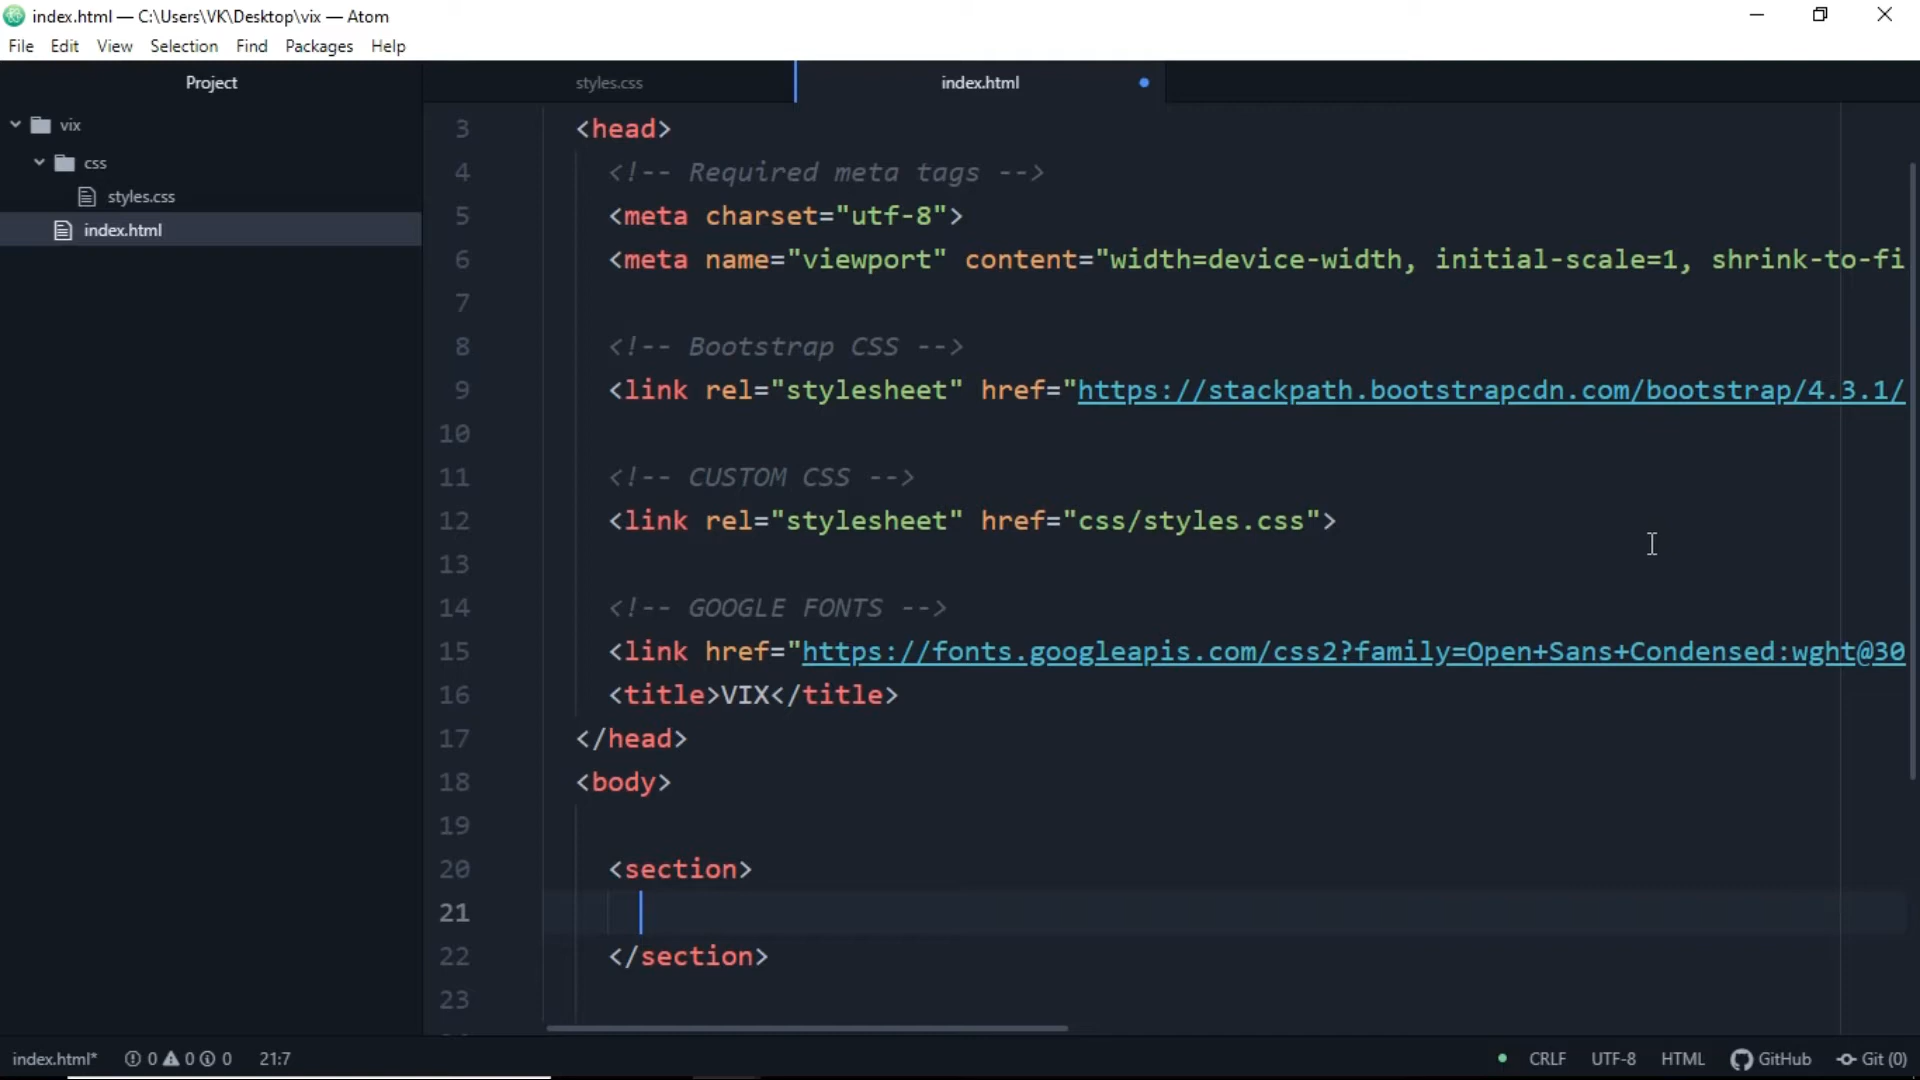 index.html — C:\Users\VK\Desktop\vix — Atom
File Edit View Selection Find Packages Help
Project
styles.css
index.html
vix
css
styles.css
index.html
3 <head>
4 <!-- Required meta tags -->
5 <meta charset="utf-8">
6 <meta name="viewport" content="width=device-width, initial-scale=1, shrink-to-fi
7
8 <!-- Bootstrap CSS -->
9 <link rel="stylesheet" href="https://stackpath.bootstrapcdn.com/bootstrap/4.3.1/
10
11 <!-- CUSTOM CSS -->
12 <link rel="stylesheet" href="css/styles.css">
13
14 <!-- GOOGLE FONTS -->
15 <link href="https://fonts.googleapis.com/css2?family=Open+Sans+Condensed:wght@30
16 <title>VIX</title>
17 </head>
18 <body>
19
20 <section>
21
22 </section>
23
index.html* 0 0 0 21:7 CRLF UTF-8 HTML GitHub Git (0)